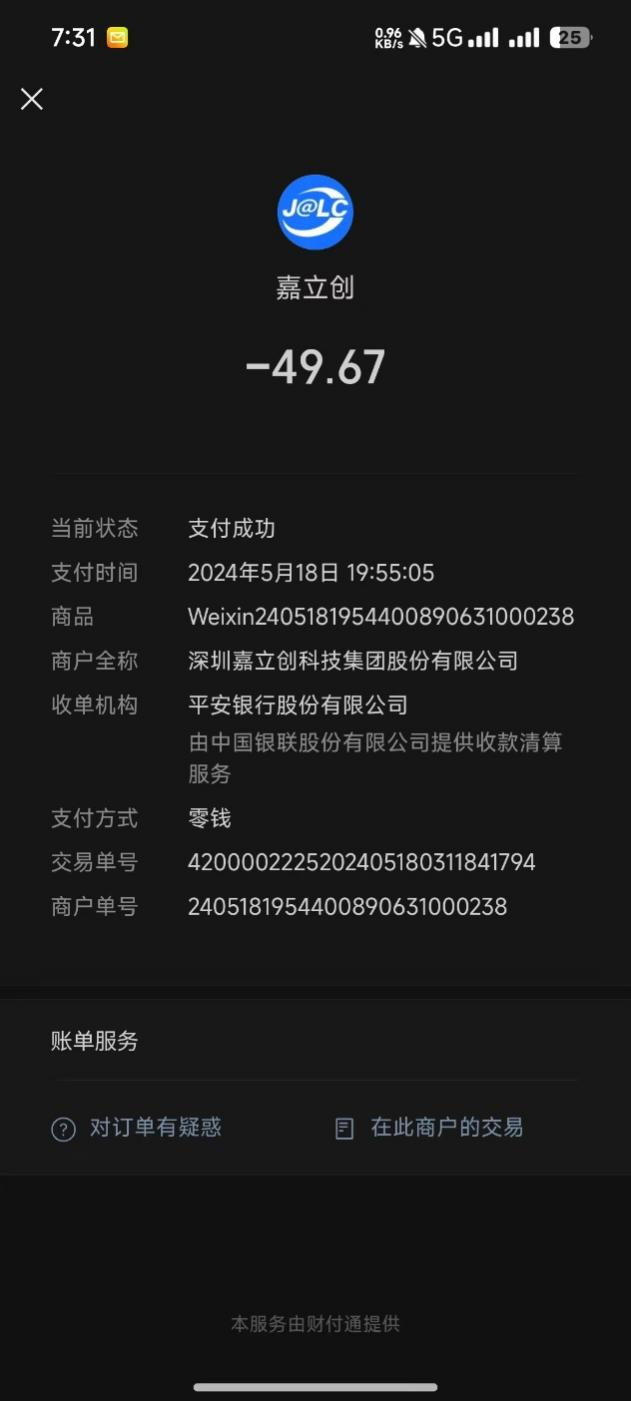 7:31
0.96 KB/s 5G 25
J@LC
嘉立创
-49.67
当前状态 支付成功
支付时间 2024年5月18日 19:55:05
商品 Weixin2405181954400890631000238
商户全称 深圳嘉立创科技集团股份有限公司
收单机构 平安银行股份有限公司
由中国银联股份有限公司提供收款清算
服务
支付方式 零钱
交易单号 4200002225202405180311841794
商户单号 2405181954400890631000238
账单服务
对订单有疑惑 在此商户的交易
本服务由财付通提供